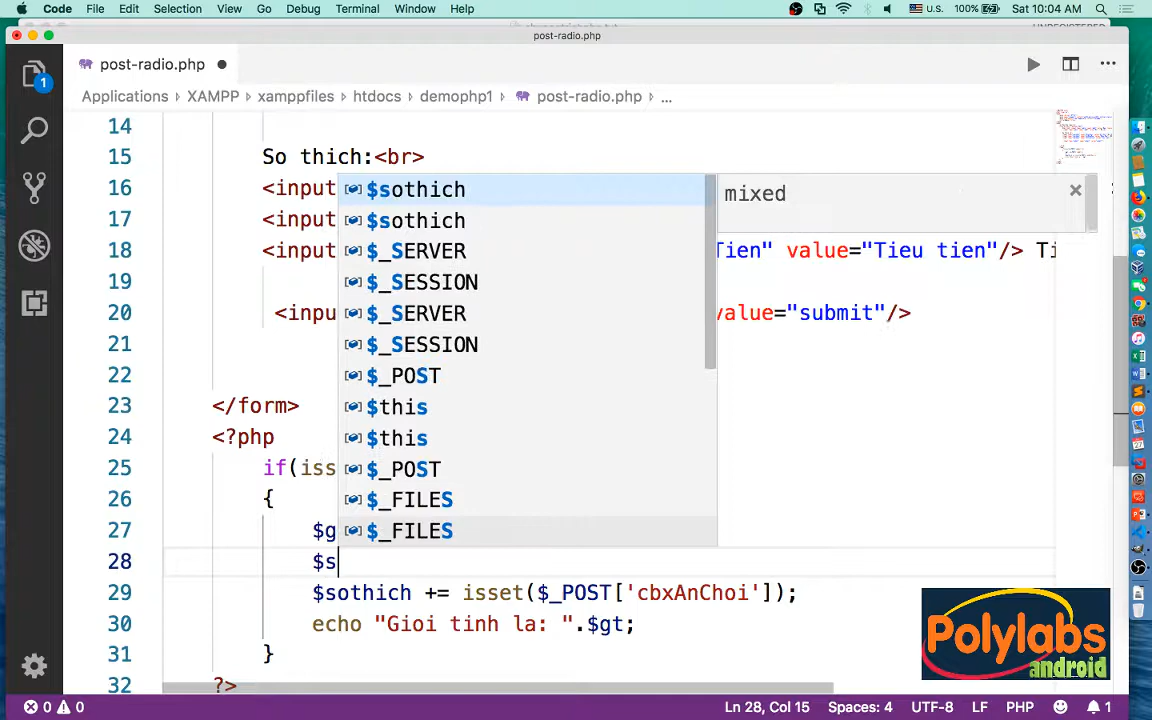 Code File Edit Selection View Go Debug Terminal Window Help U.S. 100% Sat 10:04 AM
UNREGISTERED
post-radio.php
1
post-radio.php
Applications > XAMPP > xamppfiles > htdocs > demophp1 > post-radio.php > ...
14
15 So thich:<br>
16 <input
17 <input
18 <input Tien" value="Tieu tien"/> Ti
19
20 <inpu value="submit"/>
21
22
23 </form>
24 <?php
25 if(iss
26 {
27 $g
28 $s
29 $sothich += isset($_POST['cbxAnChoi']);
30 echo "Gioi tinh la: ".$gt;
31 }
32 ?>
$sothich
$sothich
$_SERVER
$_SESSION
$_SERVER
$_SESSION
$_POST
$this
$this
$_POST
$_FILES
$_FILES
mixed
Polylabs
android
0 0 Ln 28, Col 15 Spaces: 4 UTF-8 LF PHP 1